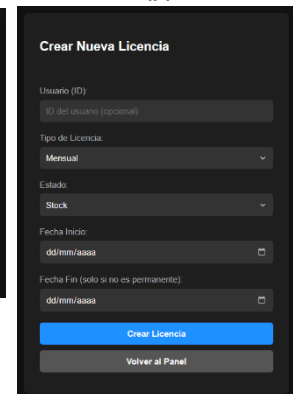 Crear Nueva Licencia
Usuario (ID):
ID del usuario (opcional)
Tipo de Licencia:
Mensual
Estado:
Stock
Fecha Inicio:
dd/mm/aaaa
Fecha Fin (solo si no es permanente):
dd/mm/aaaa
Crear Licencia
Volver al Panel